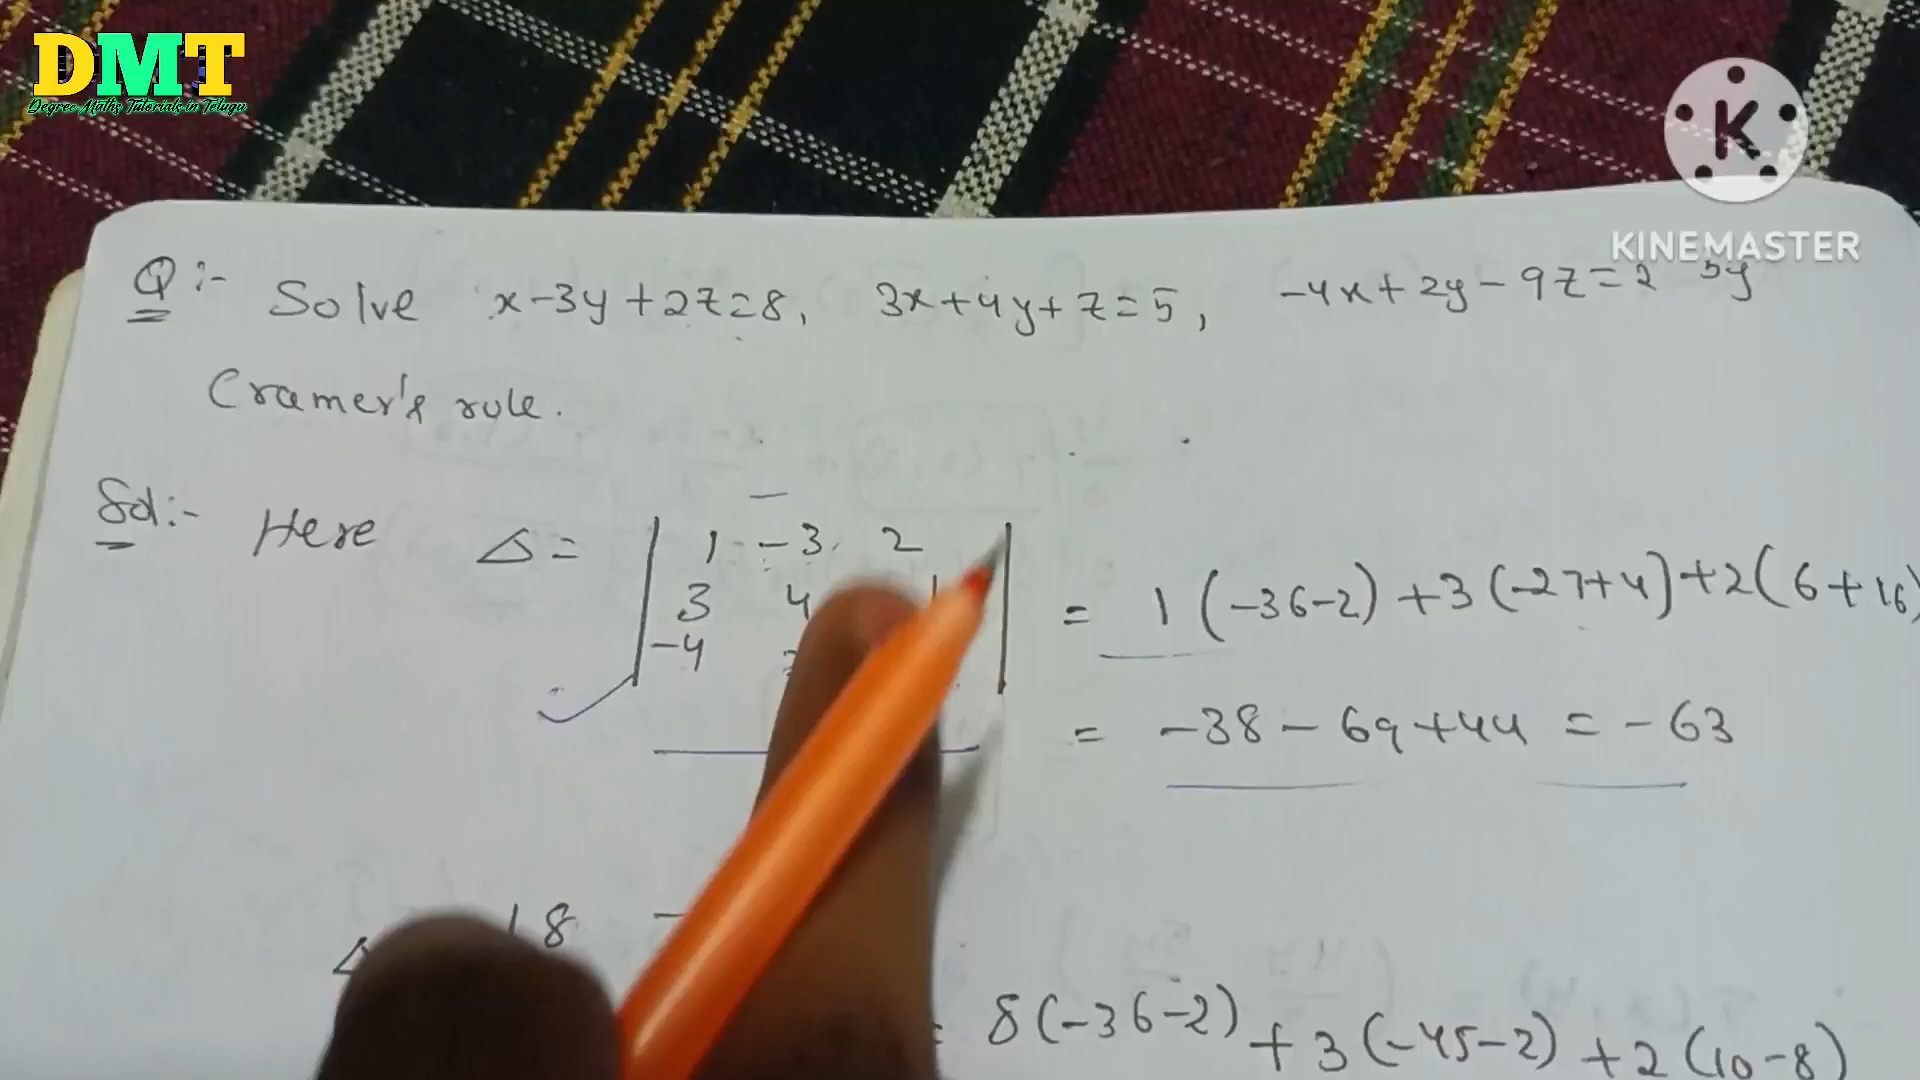 DMT
Degree Maths Tutorials in Telugu
K
KINEMASTER
Q:- Solve x-3y+2z=8, 3x+4y+z=5, -4x+2y-9z=2 by
Cramer's rule.
Sol:- Here Δ = | 1 -3 2 |
3 4 1 = 1(-36-2)+3(-27+4)+2(6+16)
-4
= -38-69+44 = -63
Δ | 8 -
= 8(-36-2)+3(-45-2)+2(10-8)